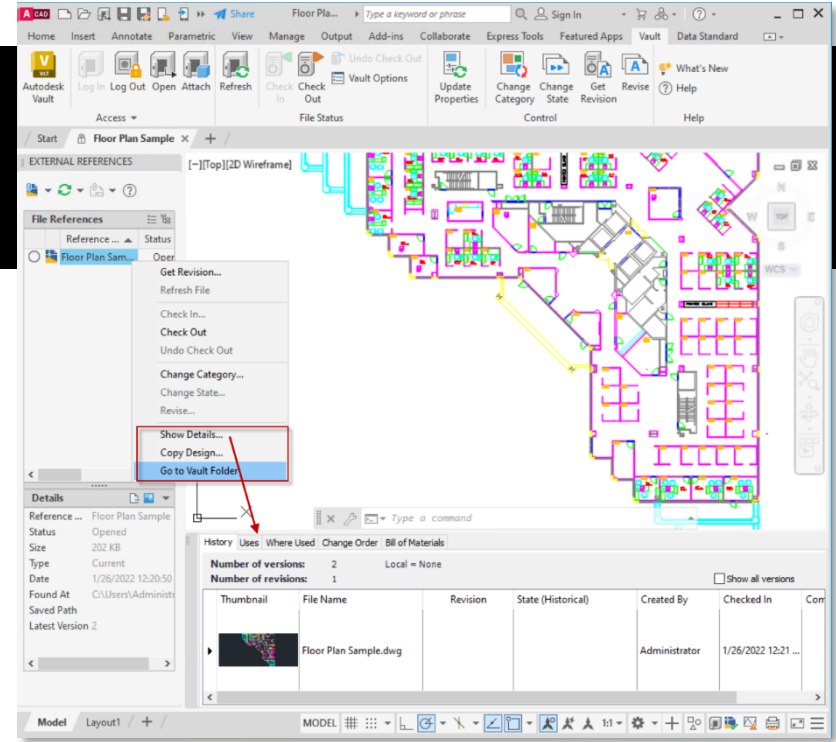 A CAD Share Floor Pla... Type a keyword or phrase Sign In
Home Insert Annotate Parametric View Manage Output Add-ins Collaborate Express Tools Featured Apps Vault Data Standard
V
VLT
Autodesk Vault
Log In Log Out Open Attach Refresh
Check In
Check Out
Undo Check Out
Vault Options
Update Properties
Change Category
Change State
Get Revision
Revise
What's New
Help
Access File Status Control Help
Start Floor Plan Sample
EXTERNAL REFERENCES
[–][Top][2D Wireframe]
N
W TOP E
S
WCS
File References
Reference ... Status
Floor Plan Sam... Oper
Get Revision...
Refresh File
Check In...
Check Out
Undo Check Out
Change Category...
Change State...
Revise...
Show Details...
Copy Design...
Go to Vault Folder
Details
Reference ... Floor Plan Sample
Status Opened
Size 202 KB
Type Current
Date 1/26/2022 12:20:50
Found At C:\Users\Administr
Saved Path
Latest Version 2
X
Type a command
History Uses Where Used Change Order Bill of Materials
Number of versions: 2 Local = None
Number of revisions: 1
Show all versions
Thumbnail File Name Revision State (Historical) Created By Checked In Com
Floor Plan Sample.dwg Administrator 1/26/2022 12:21 ...
Model Layout1
MODEL 1:1